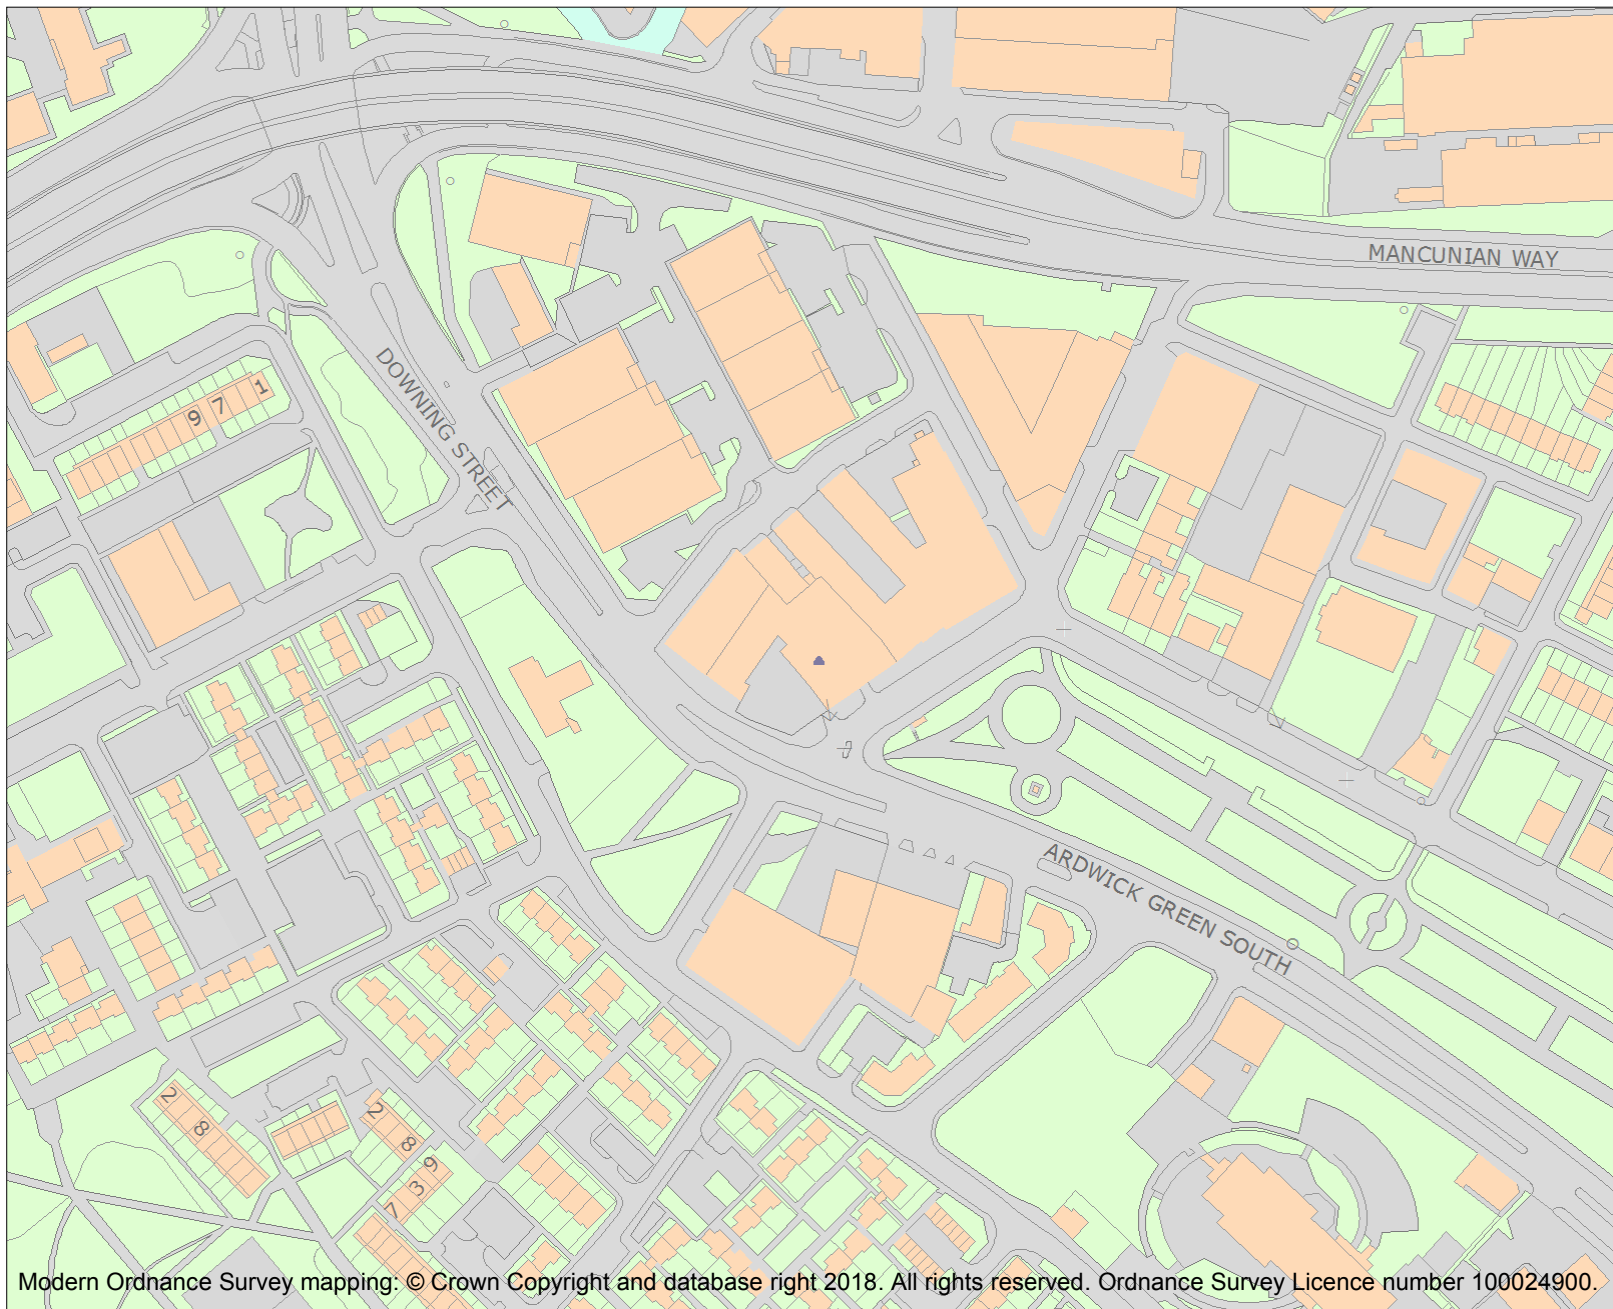 MANCUNIAN WAY
DOWNING STREET
1
7
9
ARDWICK GREEN SOUTH
2
8
2
8
9
3
7
Modern Ordnance Survey mapping: © Crown Copyright and database right 2018. All rights reserved. Ordnance Survey Licence number 100024900.